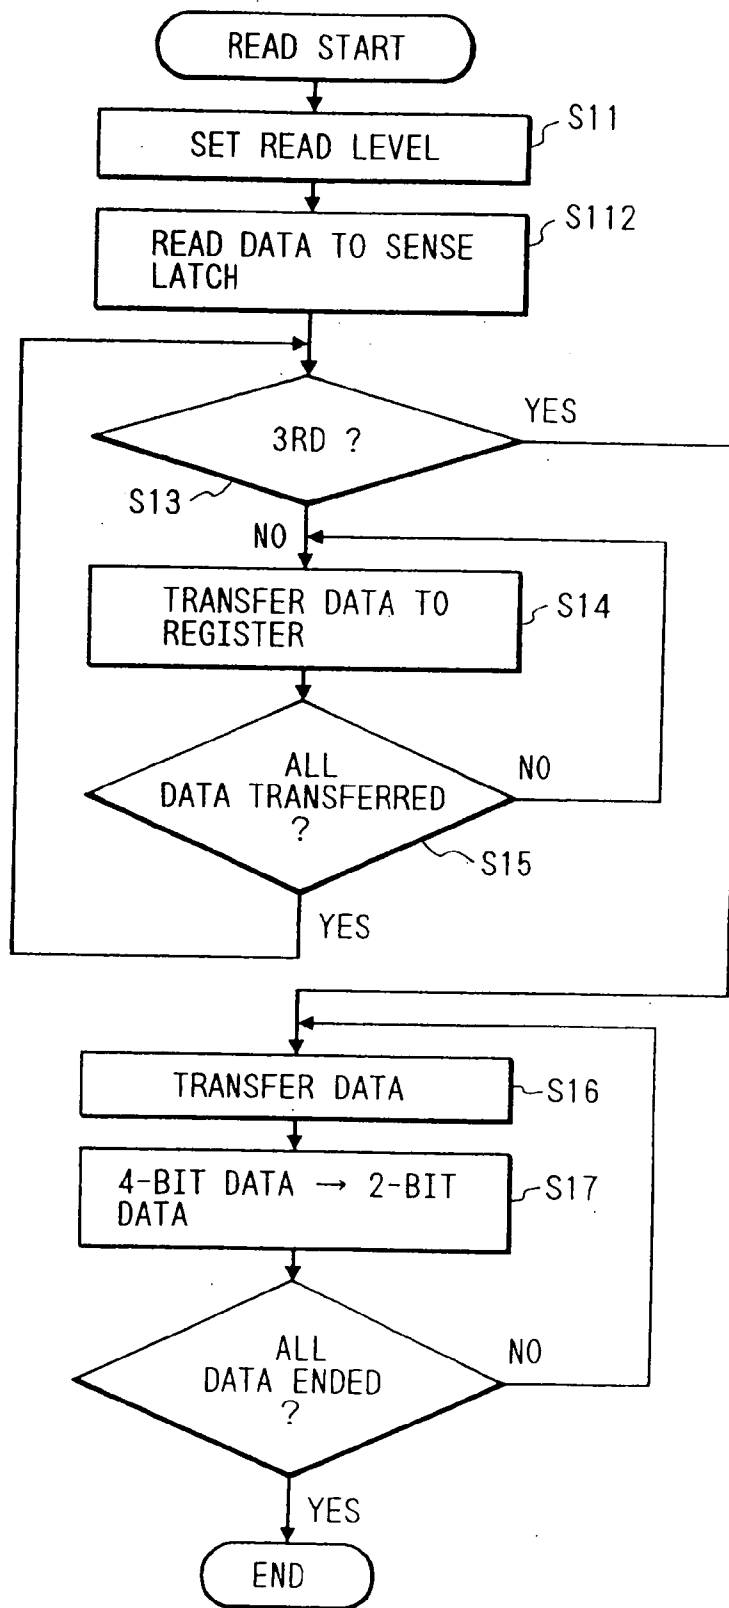 READ START
SET READ LEVEL
S11
READ DATA TO SENSE
LATCH
S112
3RD ?
YES
S13
NO
TRANSFER DATA TO
REGISTER
S14
ALL
DATA TRANSFERRED
?
NO
S15
YES
TRANSFER DATA
S16
4-BIT DATA → 2-BIT
DATA
S17
ALL
DATA ENDED
?
NO
YES
END